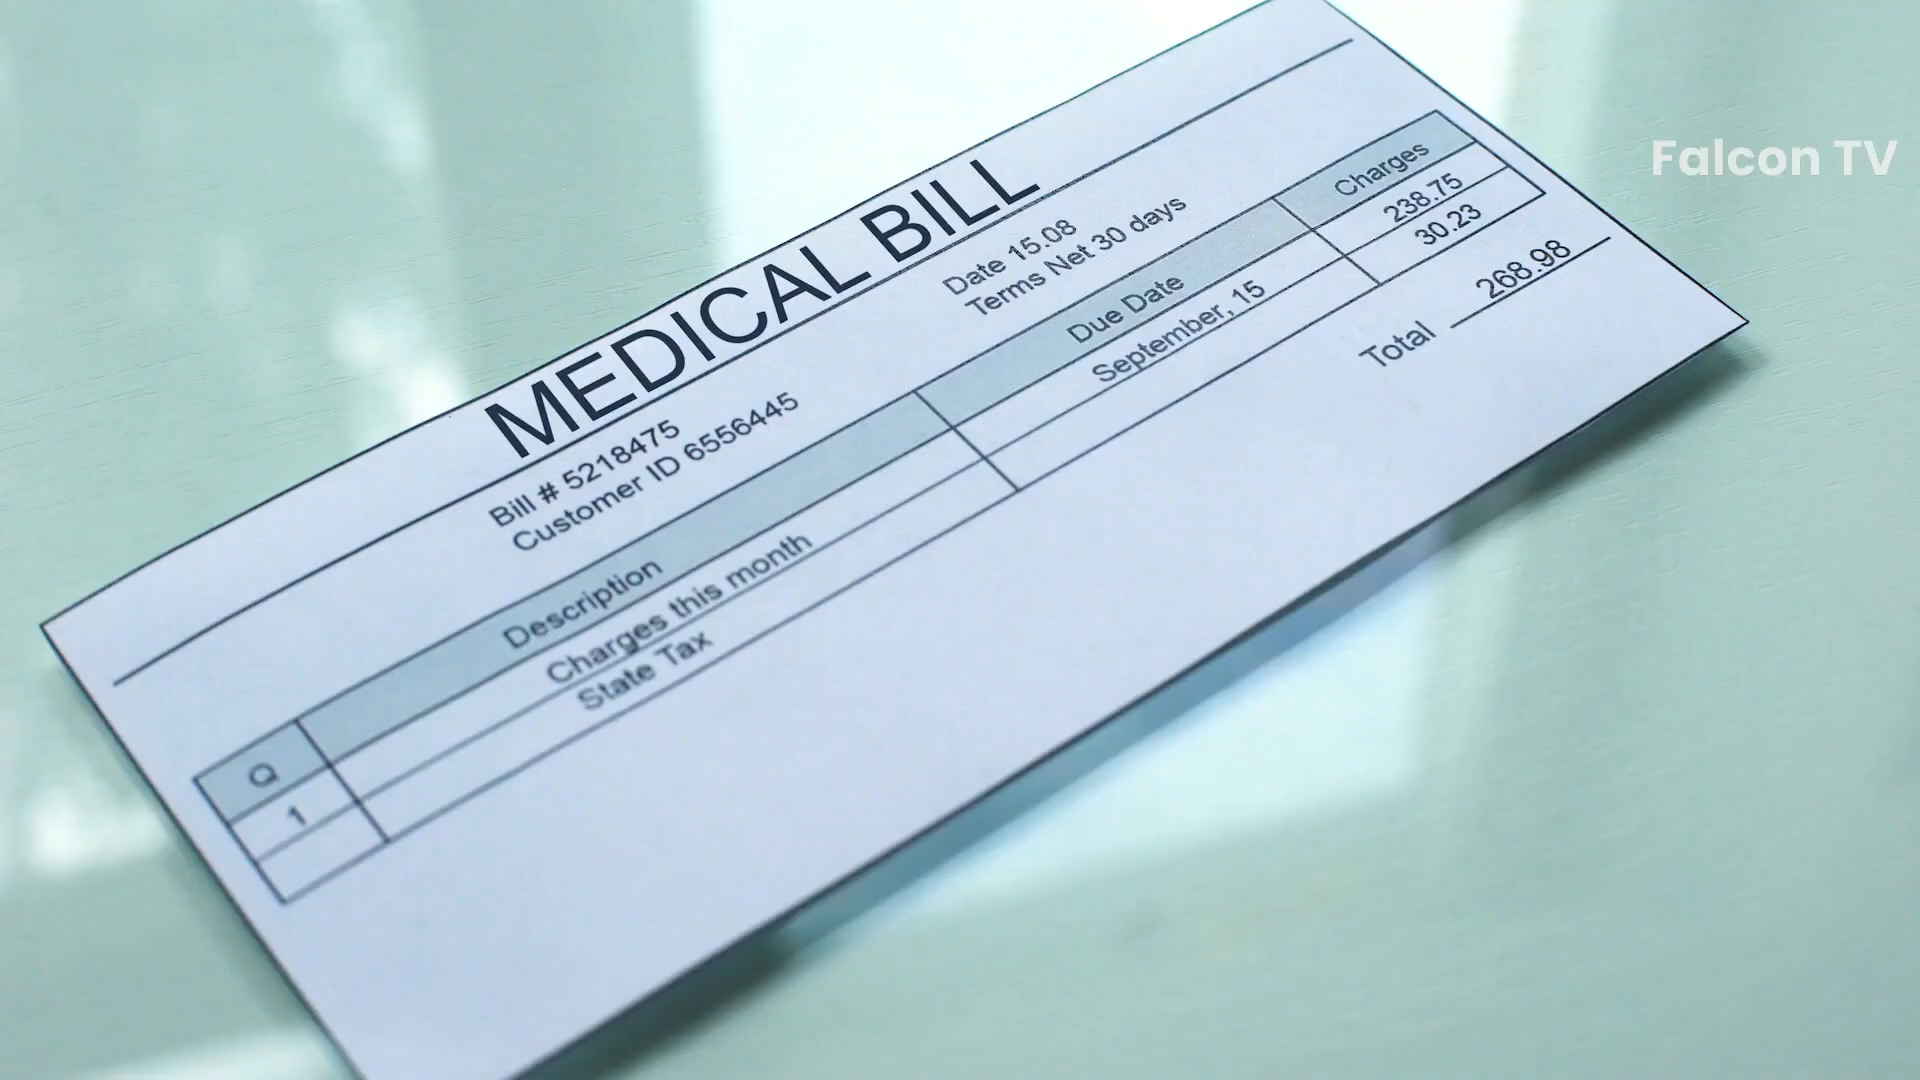 Falcon TV
MEDICAL BILL
Bill # 5218475
Customer ID 6556445
Date 15.08
Terms Net 30 days
Q Description Due Date Charges
1 Charges this month September, 15 238.75
State Tax 30.23
Total 268.98